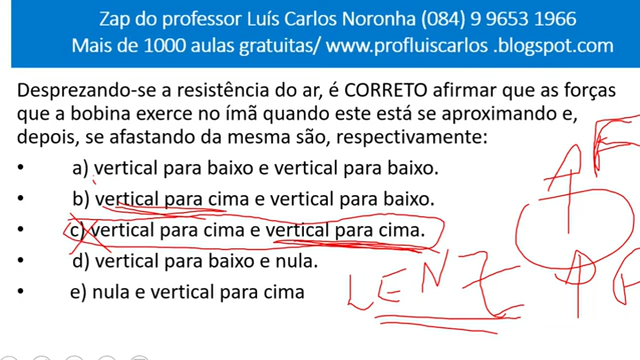 Zap do professor Luís Carlos Noronha (084) 9 9653 1966
Mais de 1000 aulas gratuitas/ www.profluiscarlos .blogspot.com
Desprezando-se a resistência do ar, é CORRETO afirmar que as forças
que a bobina exerce no ímã quando este está se aproximando e,
depois, se afastando da mesma são, respectivamente:
• a) vertical para baixo e vertical para baixo.
• b) vertical para cima e vertical para baixo.
• c) vertical para cima e vertical para cima.
• d) vertical para baixo e nula.
• e) nula e vertical para cima
LENZ
F